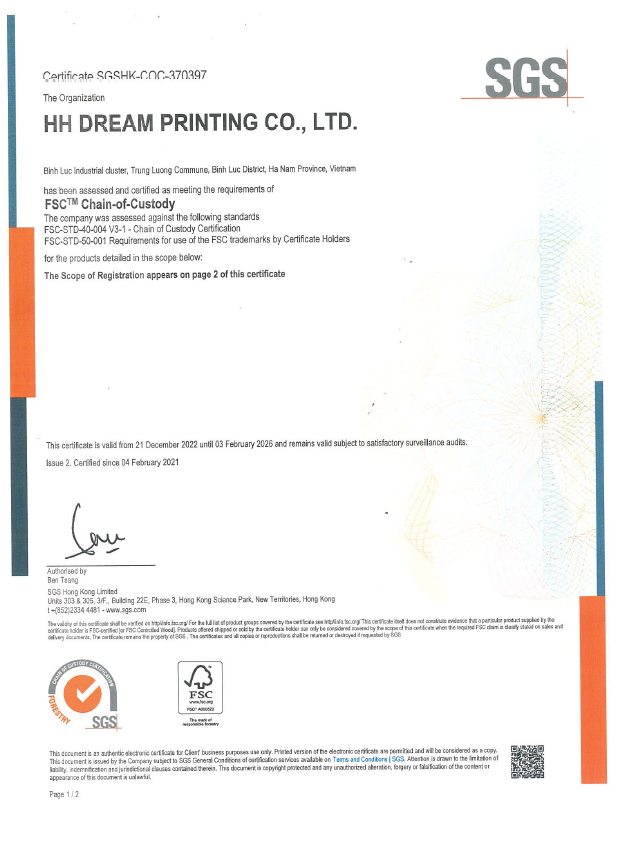 Certificate SGSHK-COC-370397
SGS
The Organization
HH DREAM PRINTING CO., LTD.
Binh Luc Industrial cluster, Trung Luong Commune, Binh Luc District, Ha Nam Province, Vietnam
has been assessed and certified as meeting the requirements of
FSC™ Chain-of-Custody
The company was assessed against the following standards
FSC-STD-40-004 V3-1 - Chain of Custody Certification
FSC-STD-50-001 Requirements for use of the FSC trademarks by Certificate Holders
for the products detailed in the scope below:
The Scope of Registration appears on page 2 of this certificate
This certificate is valid from 21 December 2022 until 03 February 2026 and remains valid subject to satisfactory surveillance audits.
Issue 2. Certified since 04 February 2021
Authorised by
Ben Tsang
SGS Hong Kong Limited
Units 303 & 305, 3/F., Building 22E, Phase 3, Hong Kong Science Park, New Territories, Hong Kong
t.+(852)2334 4481 - www.sgs.com
The validity of this certificate shall be verified on http://info.fsc.org/ For the full list of product groups covered by the certificate see http://info.fsc.org/ This certificate itself does not constitute evidence that a particular product supplied by the
certificate holder is FSC-certified [or FSC Controlled Wood]. Products offered shipped or sold by the certificate holder can only be considered covered by the scope of this certificate when the required FSC claim is clearly stated on sales and
delivery documents. The certificate remains the property of SGS . The certificates and all copies or reproductions shall be returned or destroyed if requested by SGS
CHAIN OF CUSTODY CERTIFICATION
FORESTRY
SGS
FSC
www.fsc.org
The mark of
responsible forestry
This document is an authentic electronic certificate for Client' business purposes use only. Printed version of the electronic certificate are permitted and will be considered as a copy.
This document is issued by the Company subject to SGS General Conditions of certification services available on Terms and Conditions | SGS. Attention is drawn to the limitation of
liability, indemnification and jurisdictional clauses contained therein. This document is copyright protected and any unauthorized alteration, forgery or falsification of the content or
appearance of this document is unlawful.
Page 1 / 2